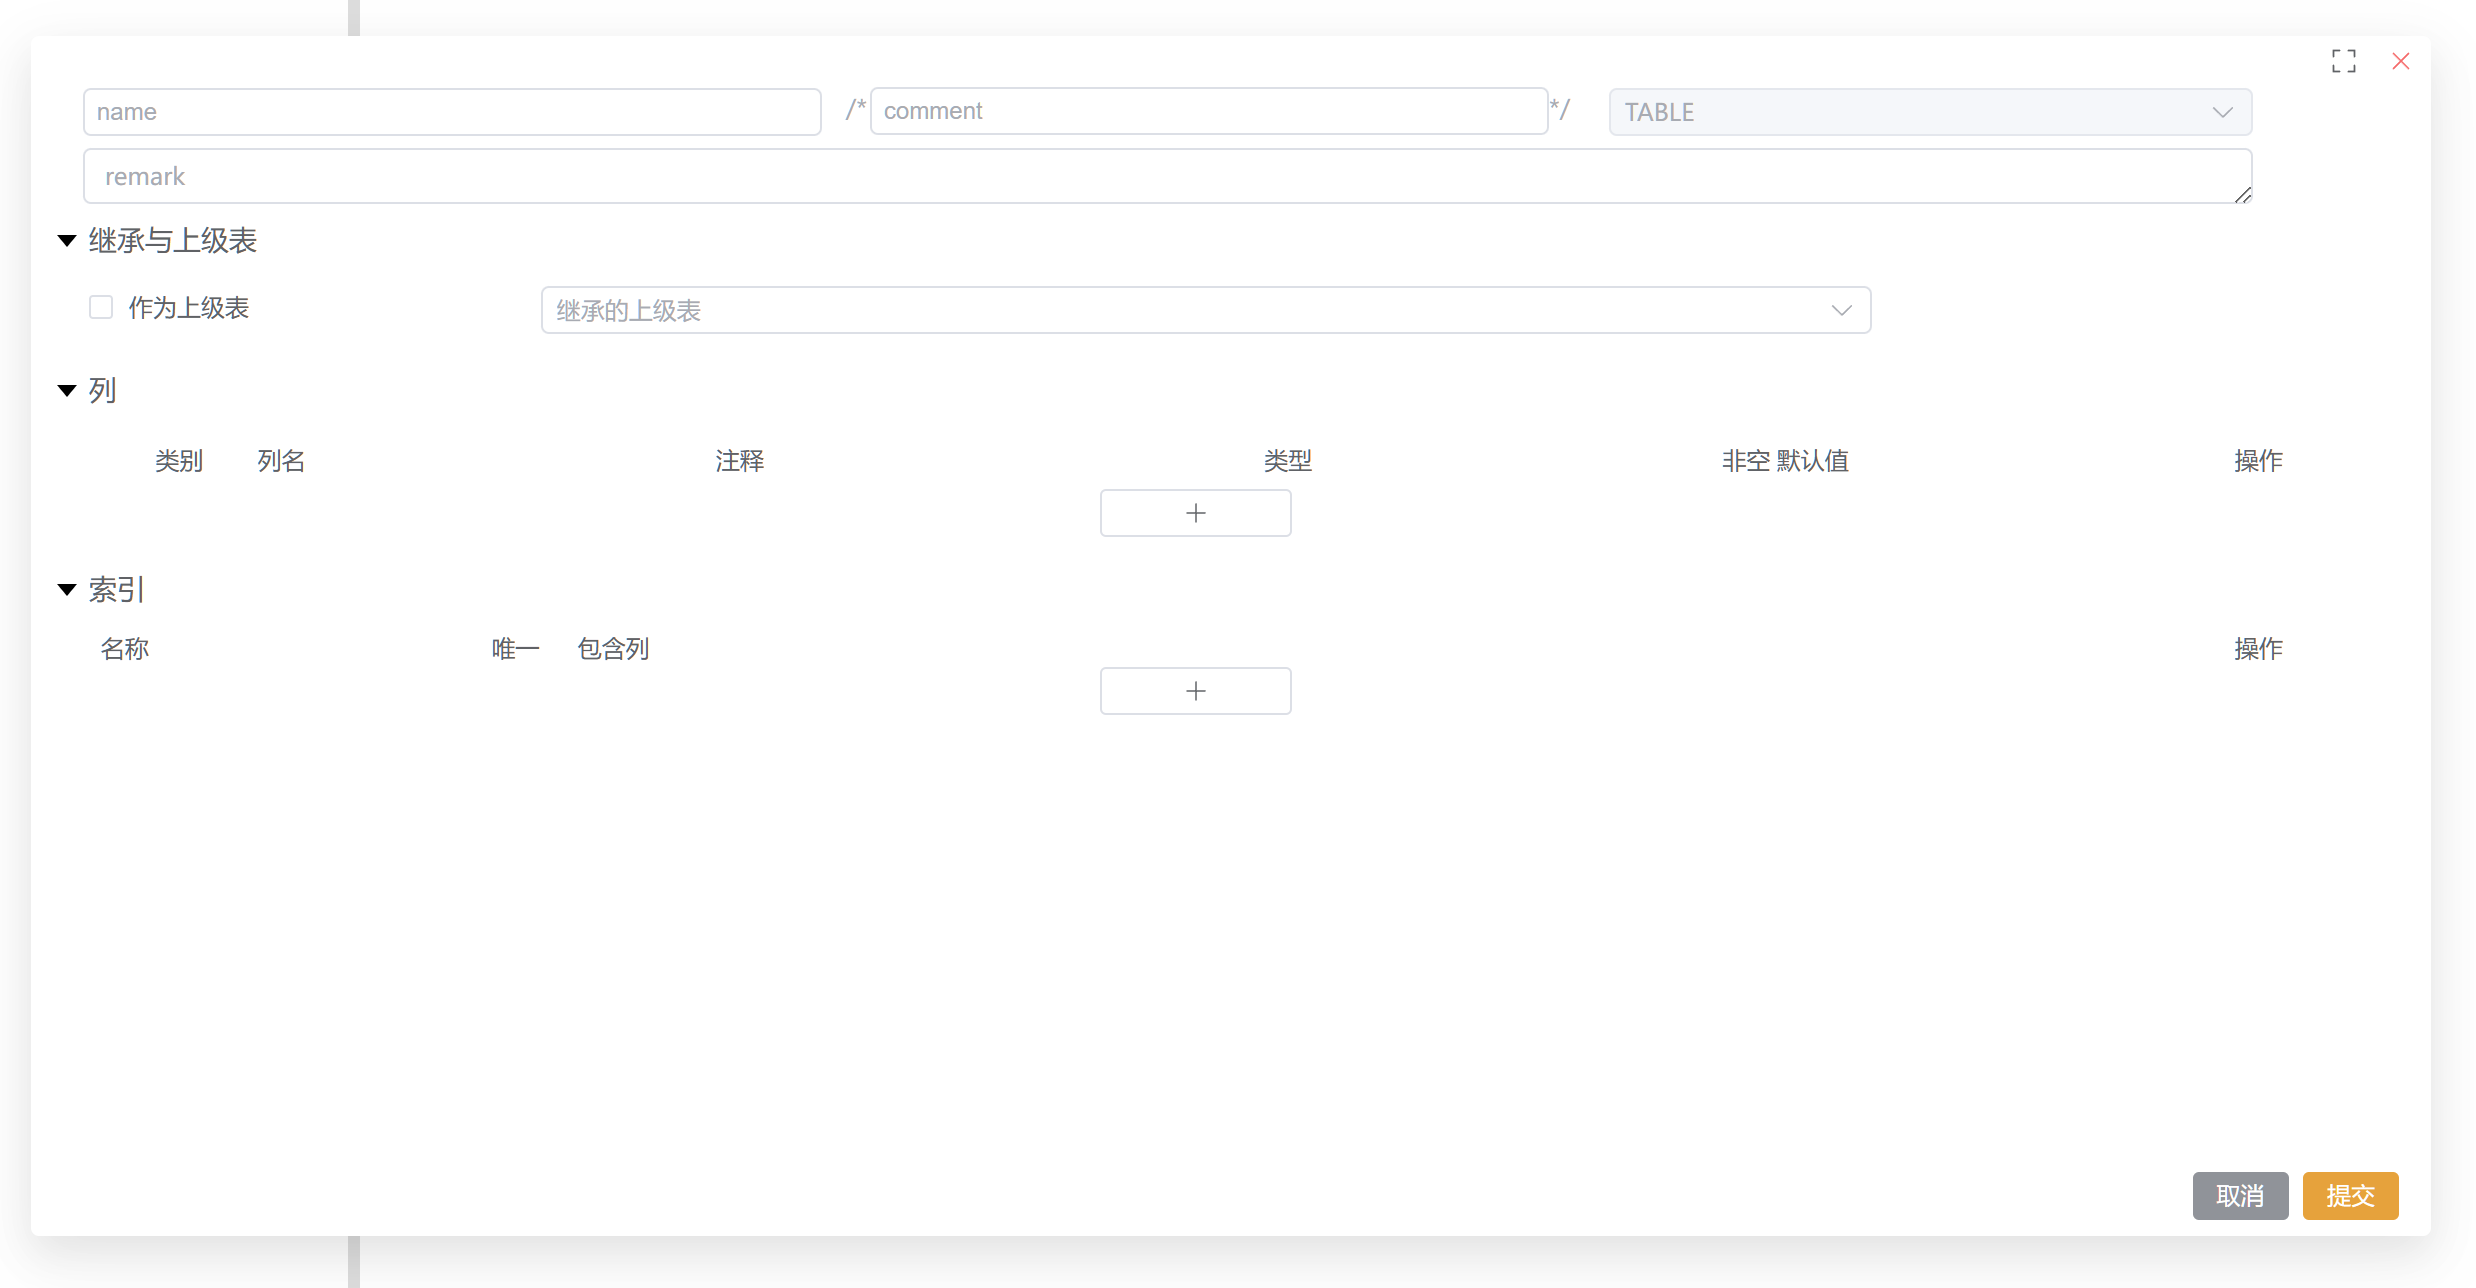 name /* comment */ TABLE
remark
继承与上级表
作为上级表 继承的上级表
列
类别 列名 注释 类型 非空 默认值 操作
+
索引
名称 唯一 包含列 操作
+
取消 提交